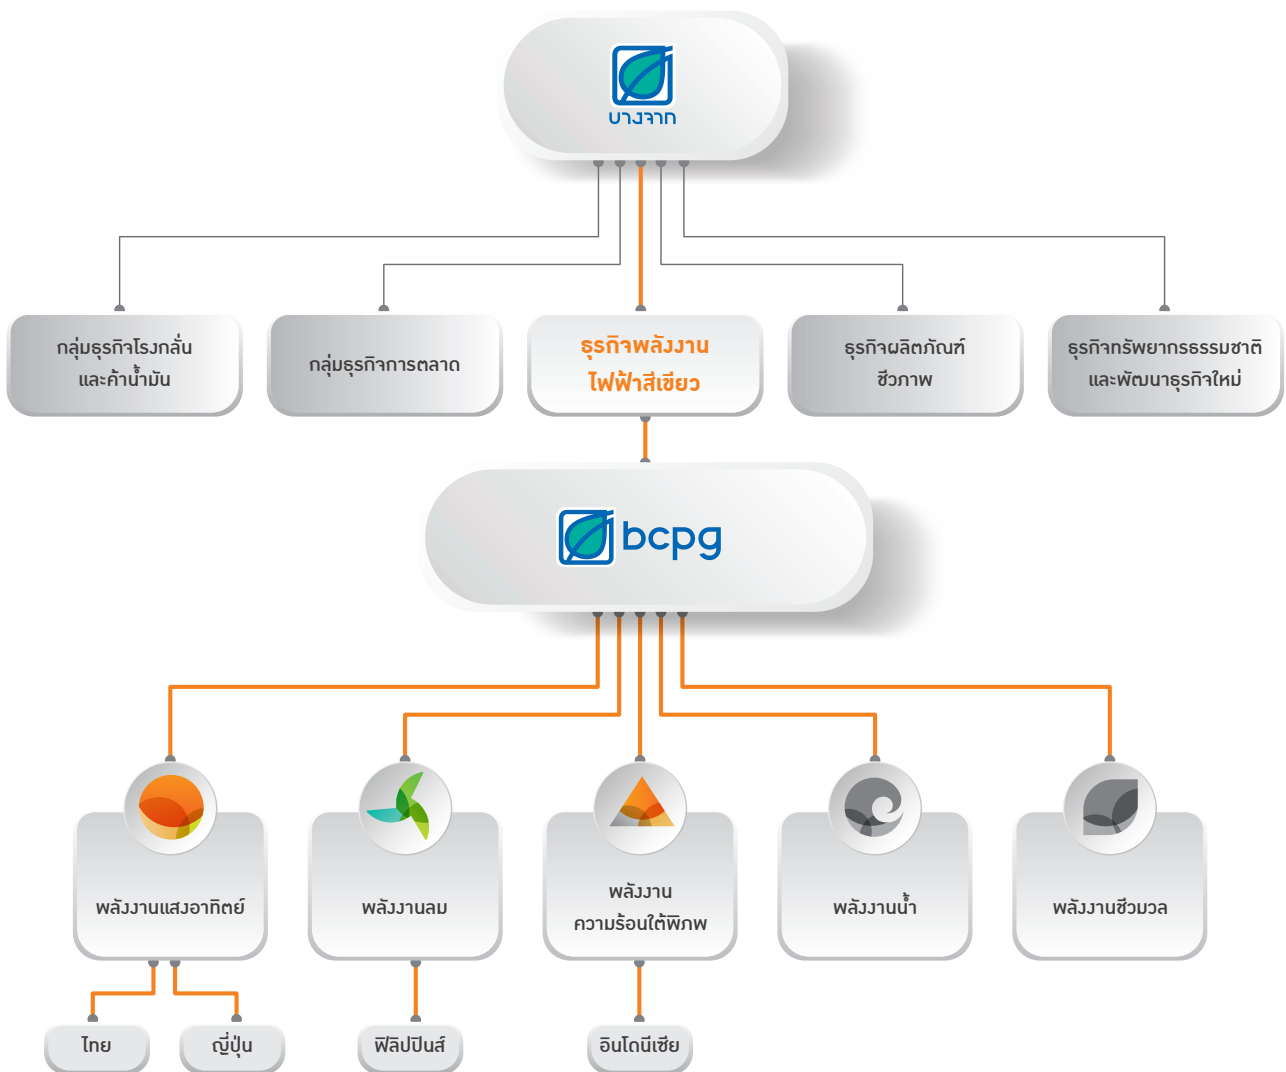 บางจาก
กลุ่มธุรกิจโรงกลั่น
และค้าน้ำมัน
กลุ่มธุรกิจการตลาด
ธุรกิจพลังงาน
ไฟฟ้าสีเขียว
ธุรกิจผลิตภัณฑ์
ชีวภาพ
ธุรกิจทรัพยากรธรรมชาติ
และพัฒนาธุรกิจใหม่
bcpg
พลังงานแสงอาทิตย์
พลังงานลม
พลังงาน
ความร้อนใต้พิภพ
พลังงานน้ำ
พลังงานชีวมวล
ไทย
ญี่ปุ่น
ฟิลิปปินส์
อินโดนีเซีย